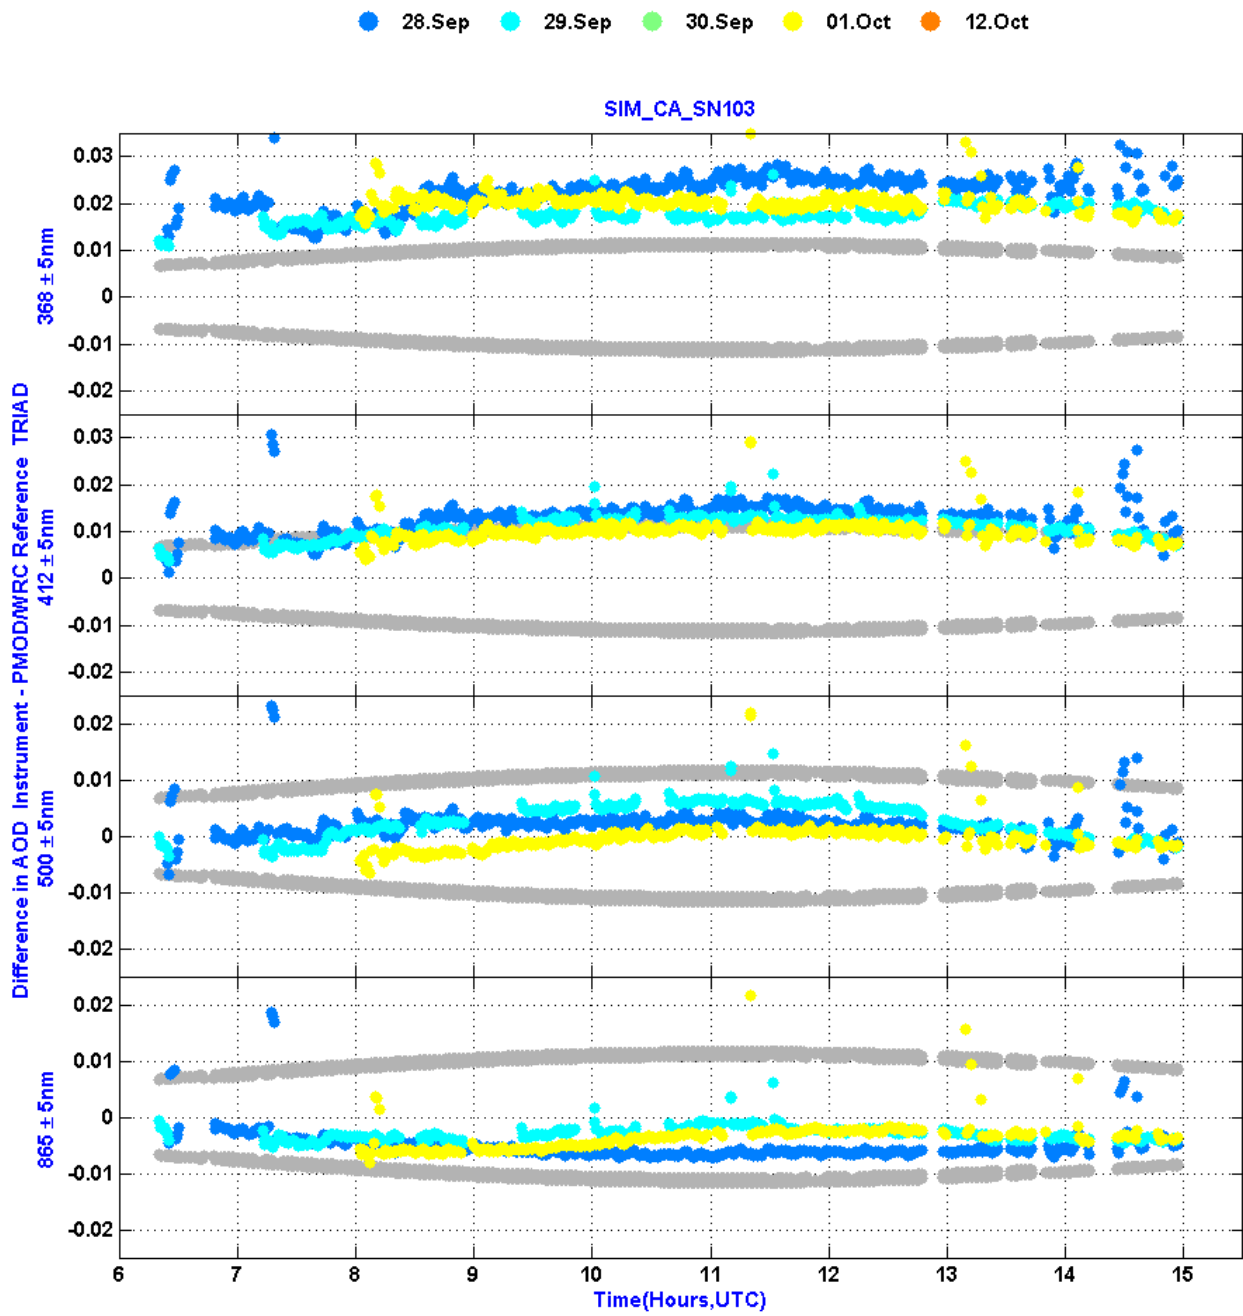 28.Sep 29.Sep 30.Sep 01.Oct 12.Oct
SIM_CA_SN103
Difference in AOD Instrument - PMOD/WRC Reference TRIAD
368 ± 5nm
0.03
0.02
0.01
0
-0.01
-0.02
412 ± 5nm
0.03
0.02
0.01
0
-0.01
-0.02
500 ± 5nm
0.02
0.01
0
-0.01
-0.02
865 ± 5nm
0.02
0.01
0
-0.01
-0.02
6 7 8 9 10 11 12 13 14 15
Time(Hours,UTC)